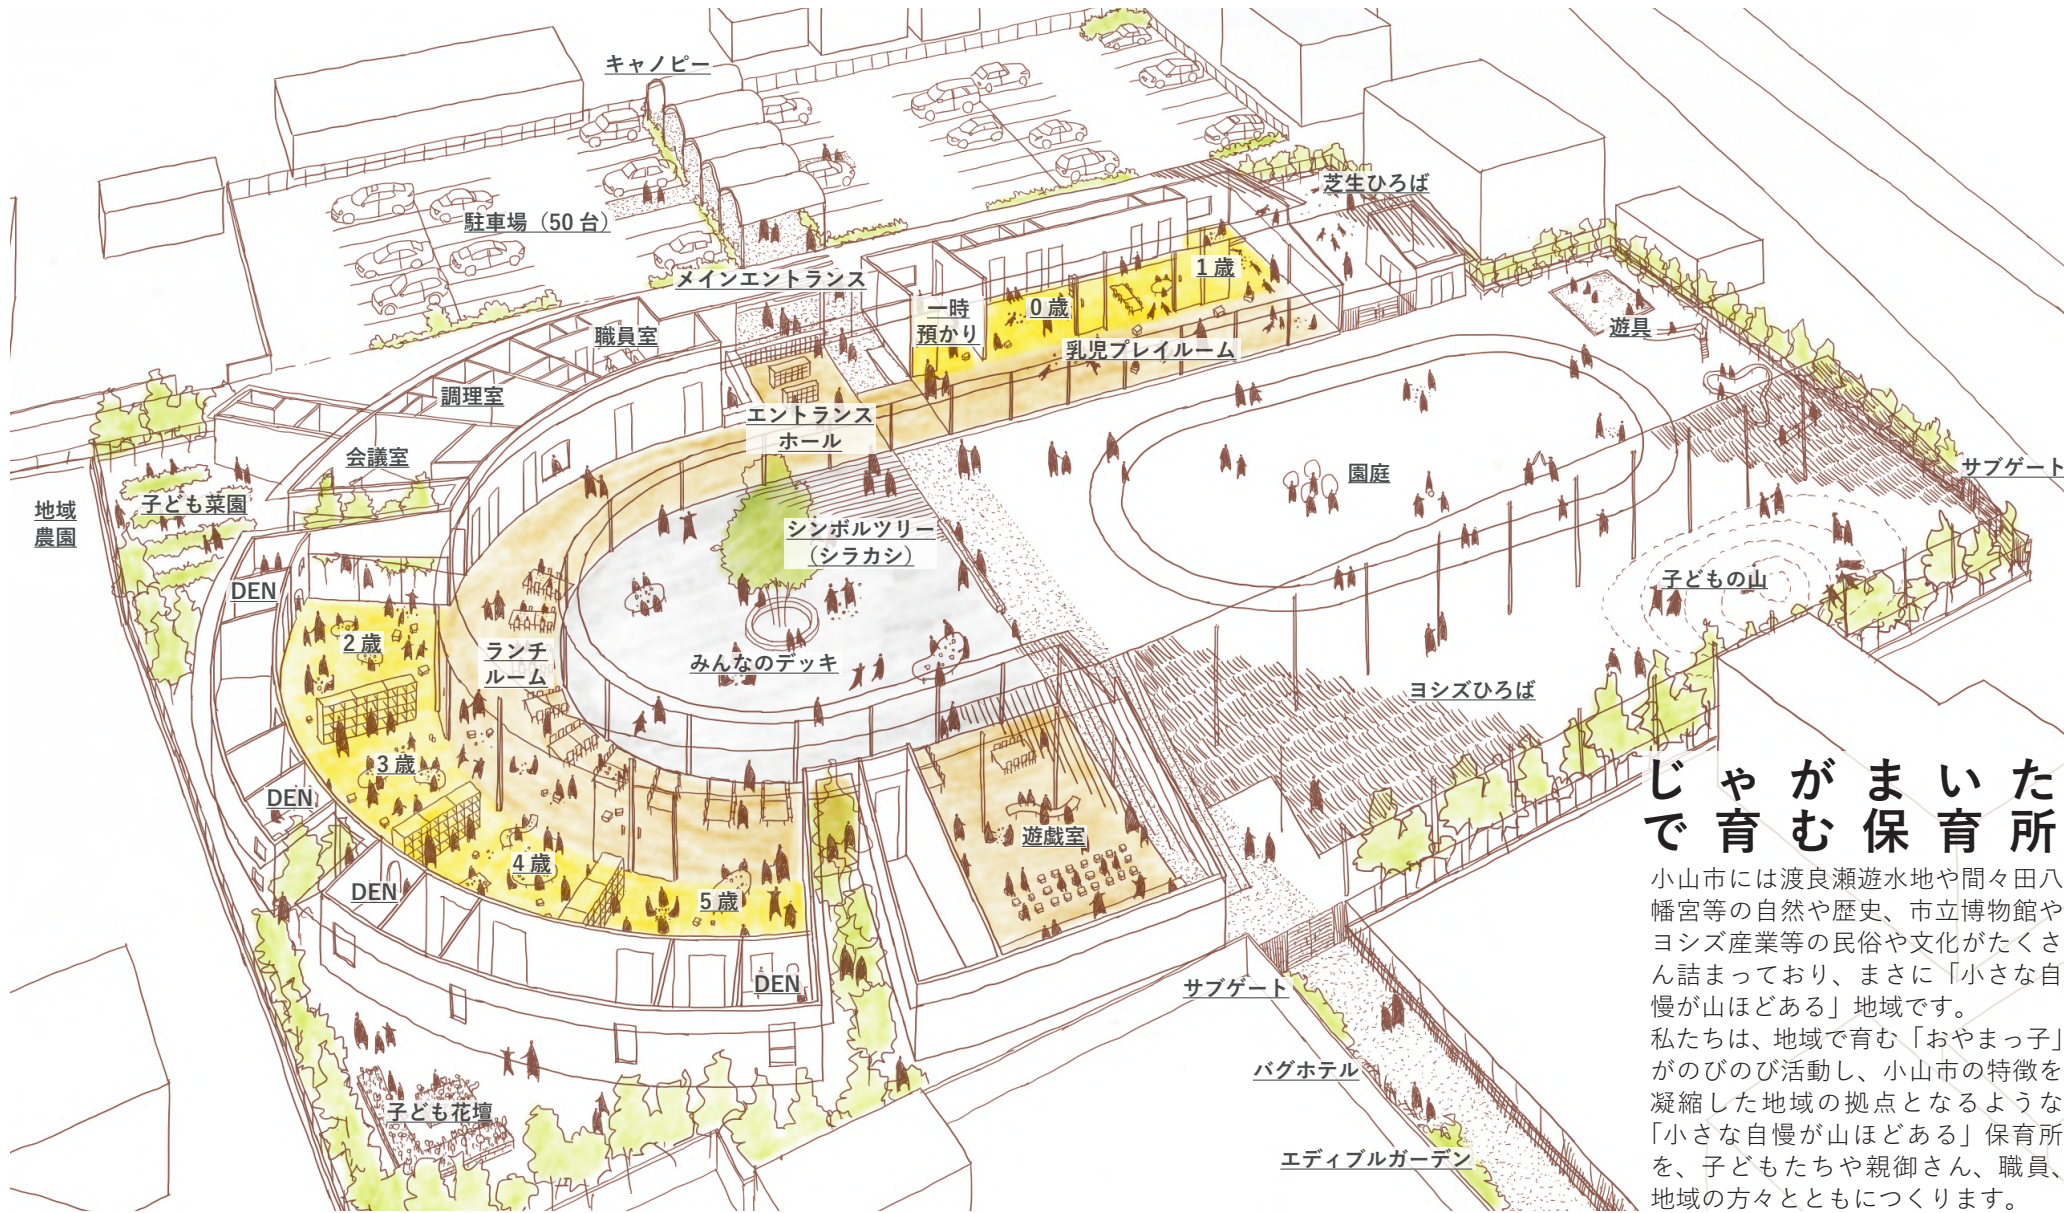 キャノピー
芝生ひろば
駐車場（50 台）
メインエントランス
1 歳
一時
預かり
0 歳
職員室
遊具
乳児プレイルーム
調理室
エントランス
ホール
会議室
園庭
サブゲート
子ども菜園
地域
農園
シンボルツリー
（シラカシ）
DEN
子どもの山
2 歳
ランチ
ルーム
みんなのデッキ
ヨシズひろば
3 歳
DEN
遊戯室
4 歳
DEN
5 歳
DEN
サブゲート
バグホテル
子ども花壇
エディブルガーデン
じゃがまいた
で育む保育所
小山市には渡良瀬遊水地や間々田八
幡宮等の自然や歴史、市立博物館や
ヨシズ産業等の民俗や文化がたくさ
ん詰まっており、まさに「小さな自
慢が山ほどある」地域です。
私たちは、地域で育む「おやまっ子」
がのびのび活動し、小山市の特徴を
凝縮した地域の拠点となるような
「小さな自慢が山ほどある」保育所
を、子どもたちや親御さん、職員、
地域の方々とともにつくります。